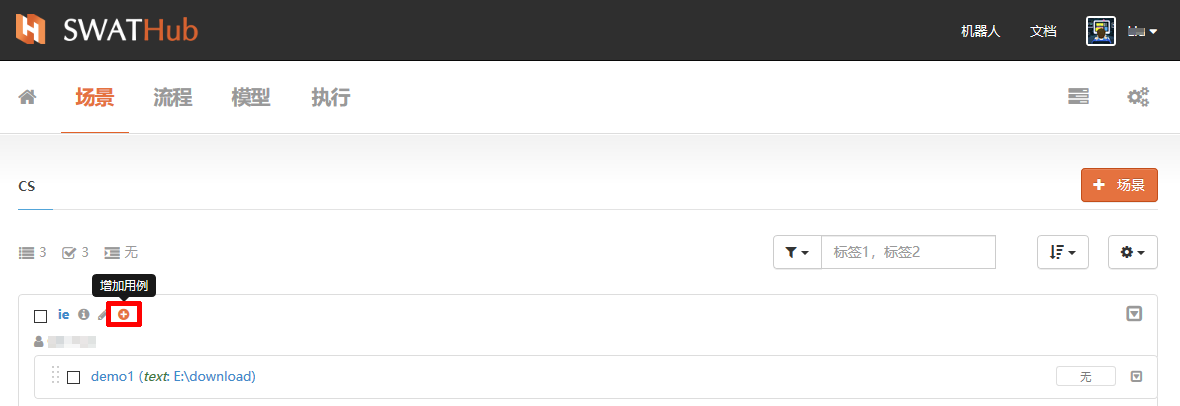 SWATHub
机器人 文档
场景 流程 模型 执行
CS
+ 场景
3 3 无
标签1，标签2
增加用例
ie
demo1 (text: E:\download)
无